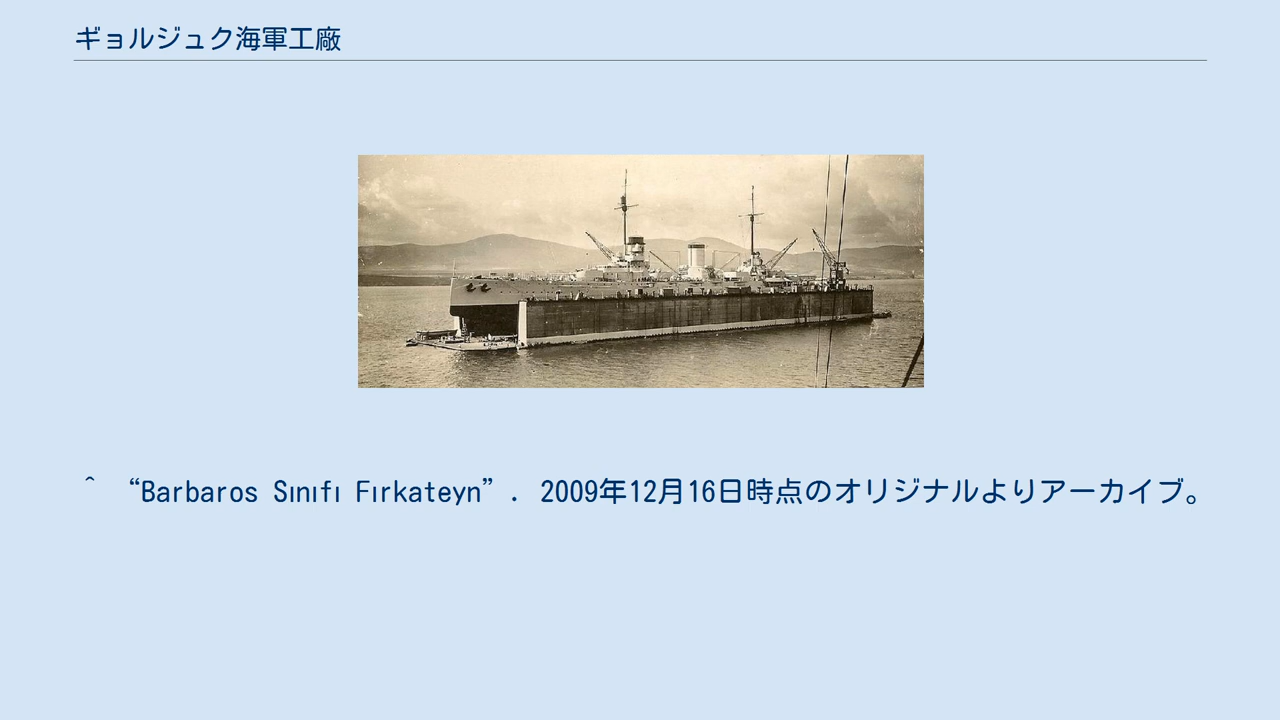 ギョルジュク海軍工廠
^ “Barbaros Sınıfı Fırkateyn”. 2009年12月16日時点のオリジナルよりアーカイブ。